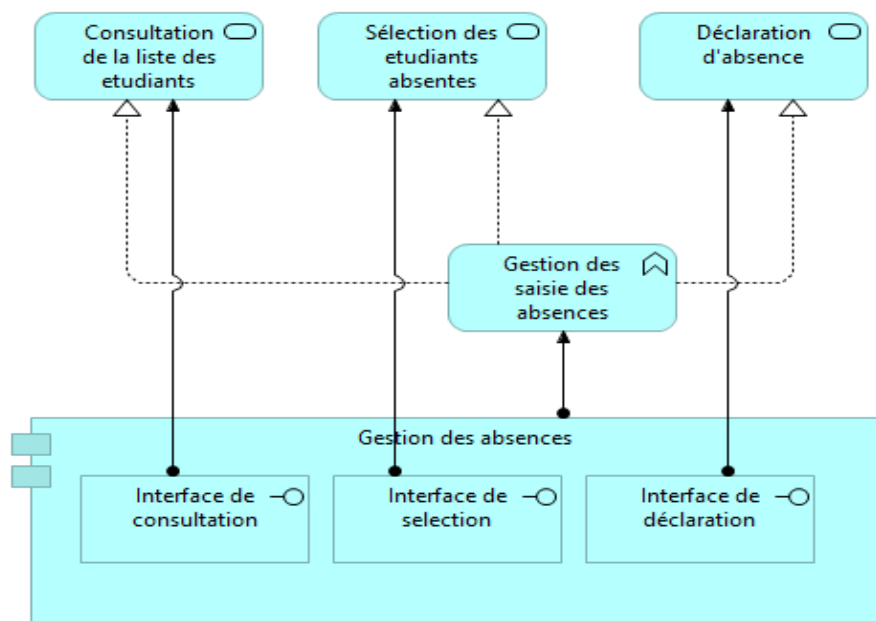 Consultation
de la liste des
etudiants
Sélection des
etudiants
absentes
Déclaration
d'absence
Gestion des
saisie des
absences
Gestion des absences
Interface de
consultation
Interface de
selection
Interface de
déclaration